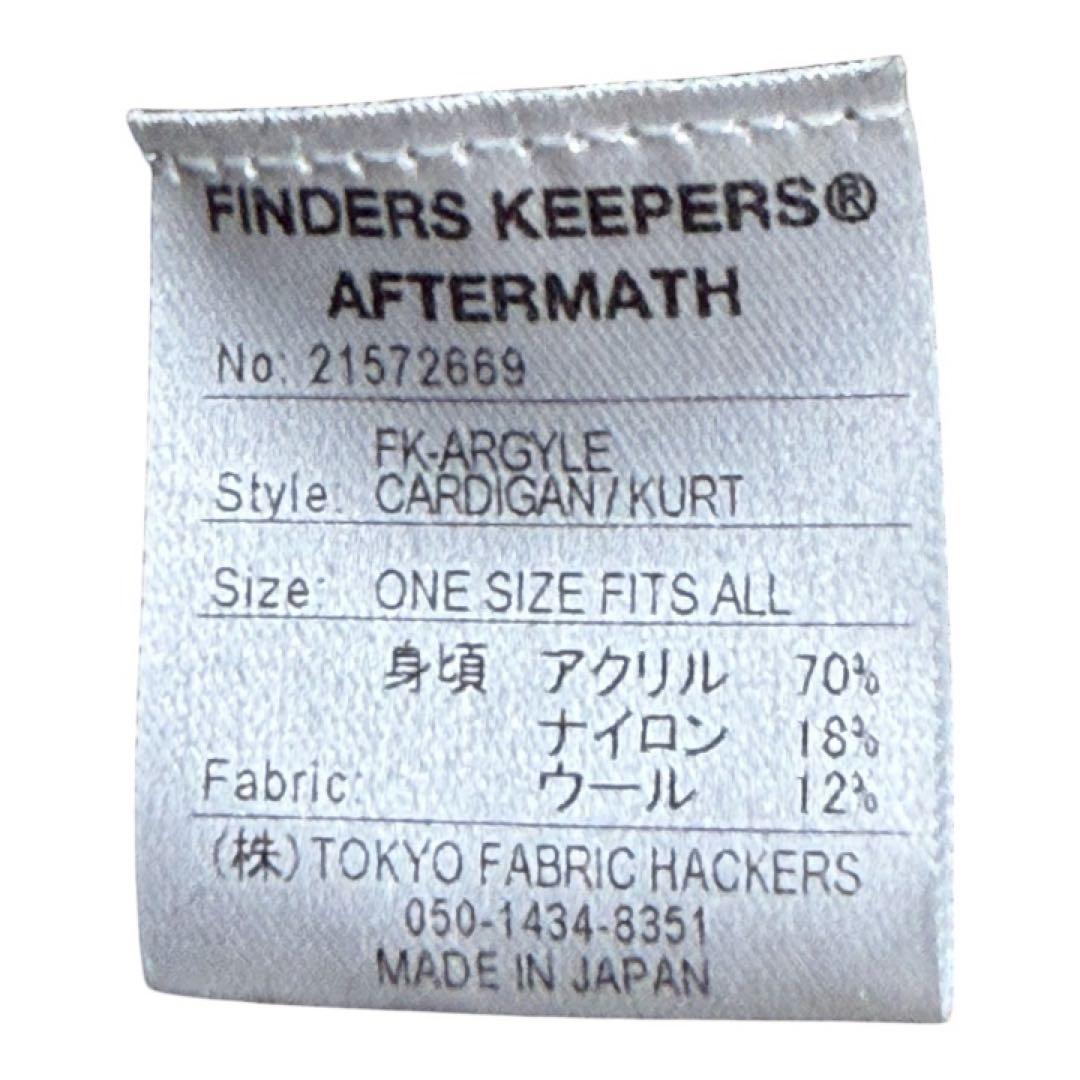 FINDERS KEEPERS®
AFTERMATH
No: 21572669
FK-ARGYLE
Style: CARDIGAN/KURT
Size: ONE SIZE FITS ALL
身頃 アクリル 70%
ナイロン 18%
Fabric: ウール 12%
(株)TOKYO FABRIC HACKERS
050-1434-8351
MADE IN JAPAN